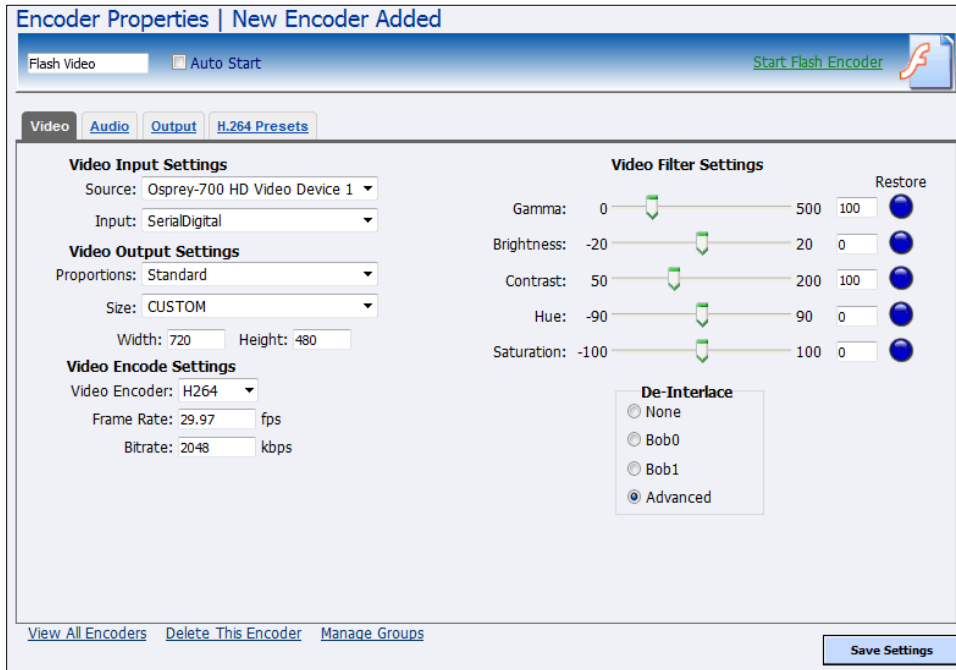 Encoder Properties | New Encoder Added
Flash Video
Auto Start
Start Flash Encoder
Video
Audio
Output
H.264 Presets
Video Input Settings
Source: Osprey-700 HD Video Device 1
Input: SerialDigital
Video Output Settings
Proportions: Standard
Size: CUSTOM
Width: 720 Height: 480
Video Encode Settings
Video Encoder: H264
Frame Rate: 29.97 fps
Bitrate: 2048 kbps
Video Filter Settings
Restore
Gamma: 0 500 100
Brightness: -20 20 0
Contrast: 50 200 100
Hue: -90 90 0
Saturation: -100 100 0
De-Interlace
None
Bob0
Bob1
Advanced
View All Encoders Delete This Encoder Manage Groups
Save Settings